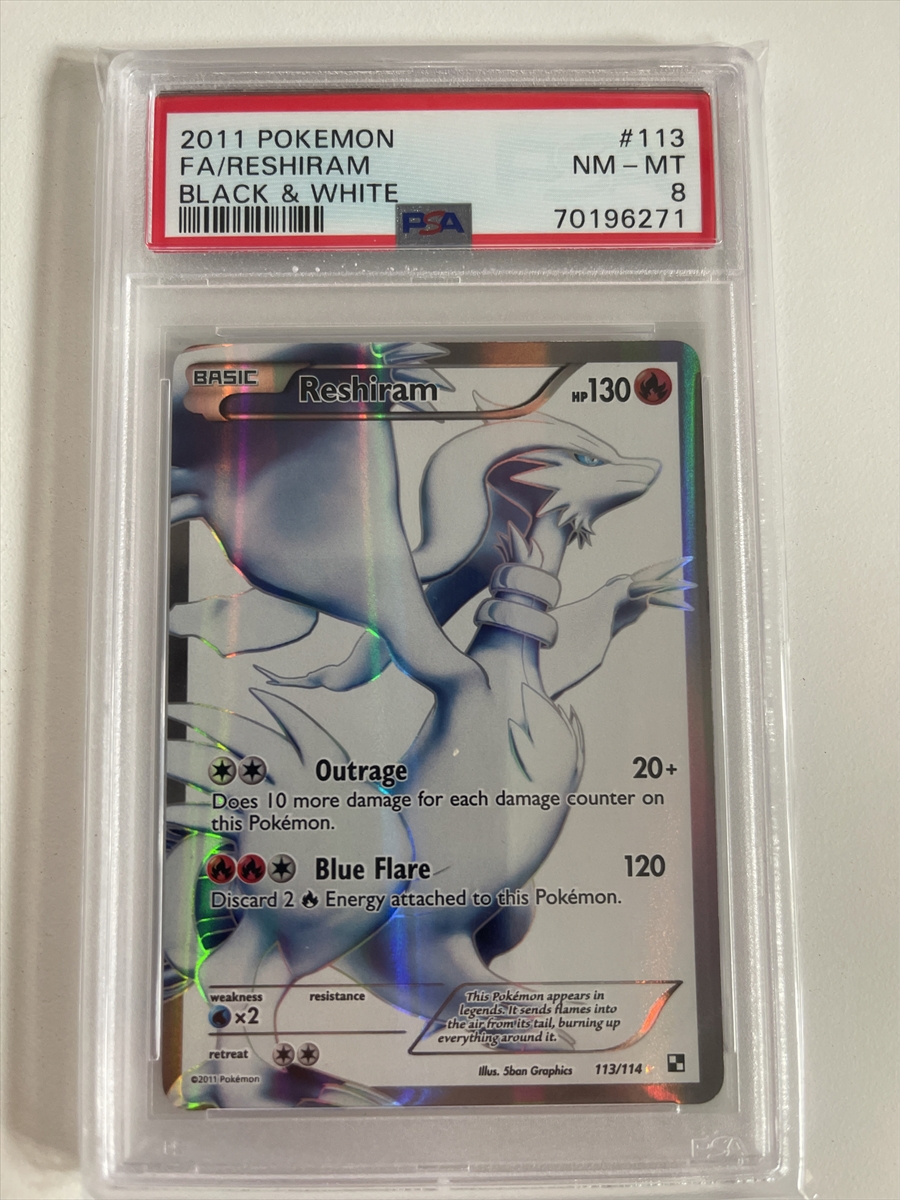 2011 POKEMON #113
FA/RESHIRAM NM - MT
BLACK & WHITE 8
PSA 70196271
BASIC Reshiram HP130
Outrage 20+
Does 10 more damage for each damage counter on
this Pokémon.
Blue Flare 120
Discard 2 Energy attached to this Pokémon.
weakness resistance
×2
This Pokémon appears in
legends. It sends flames into
the air from its tail, burning up
everything around it.
retreat
Illus. 5ban Graphics 113/114
©2011 Pokémon
PSA